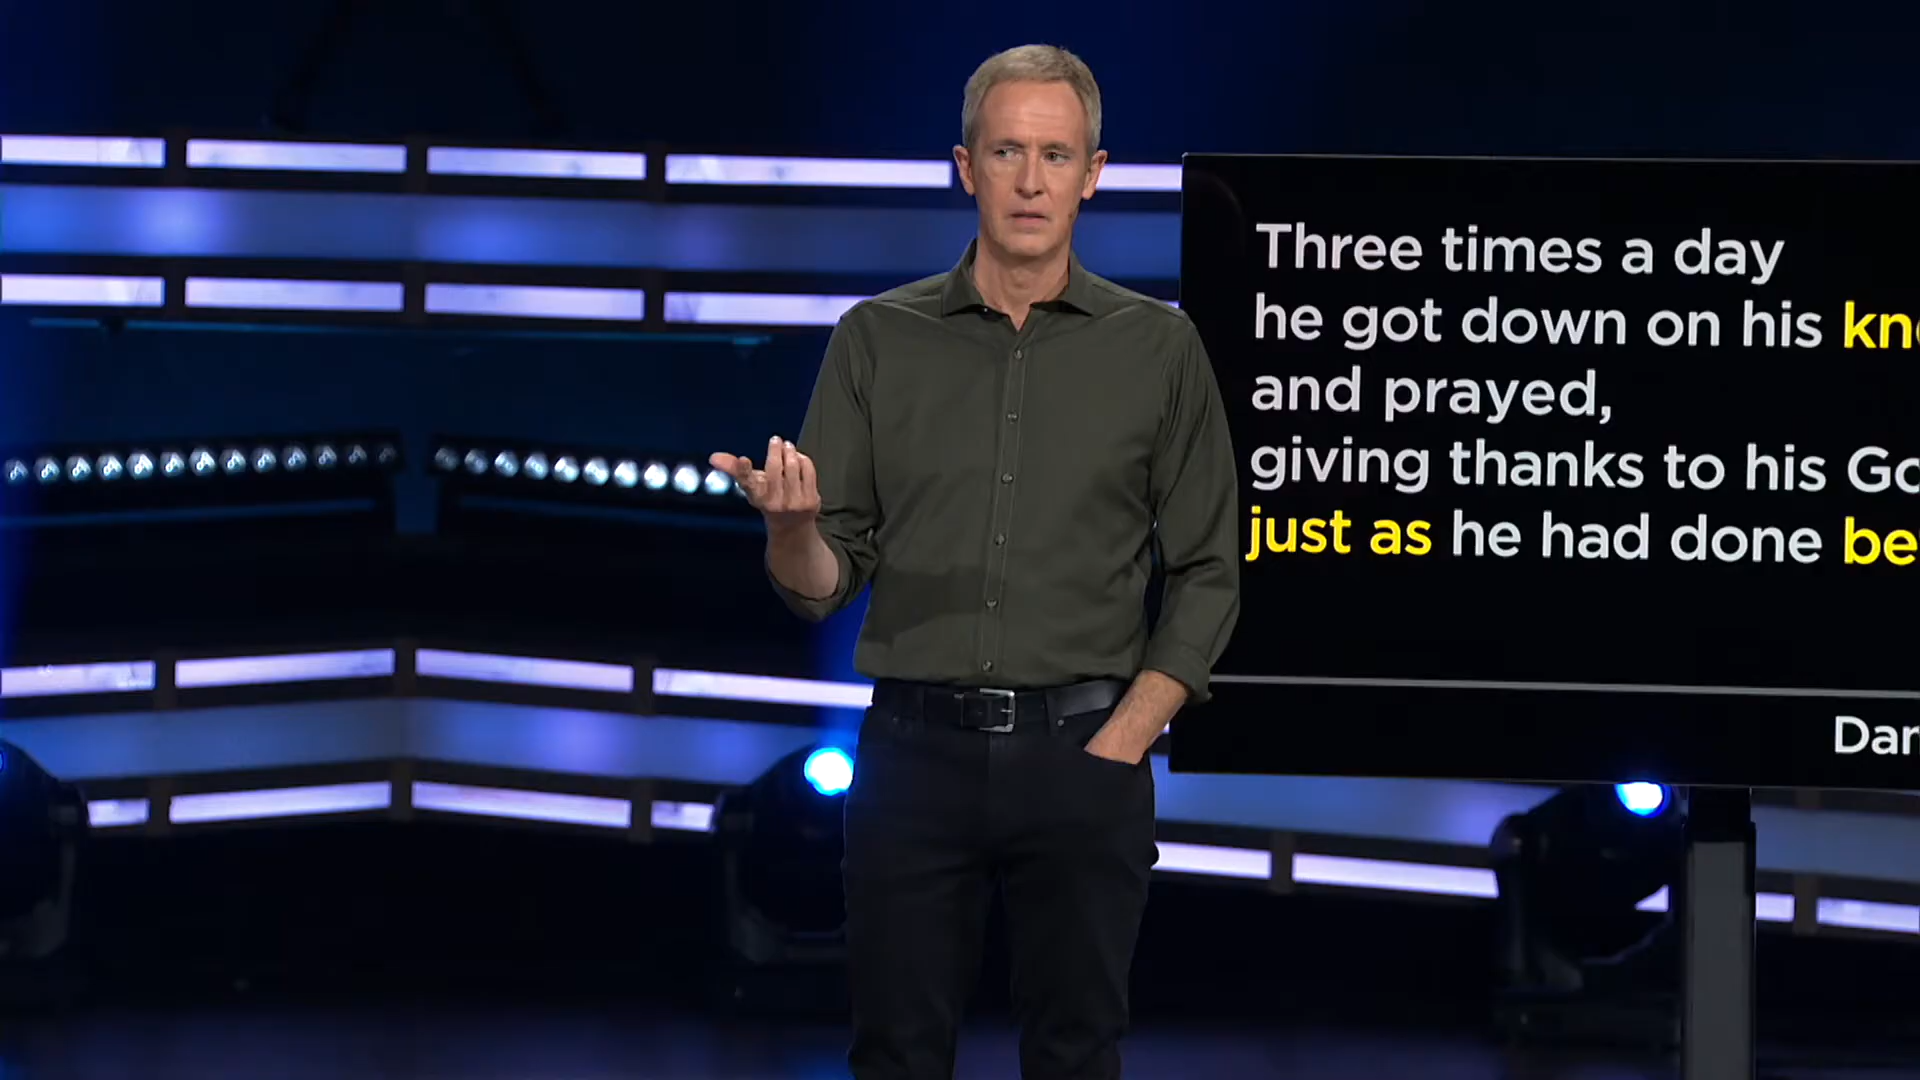 Three times a day
he got down on his
and prayed,
giving thanks to his
just as he had done